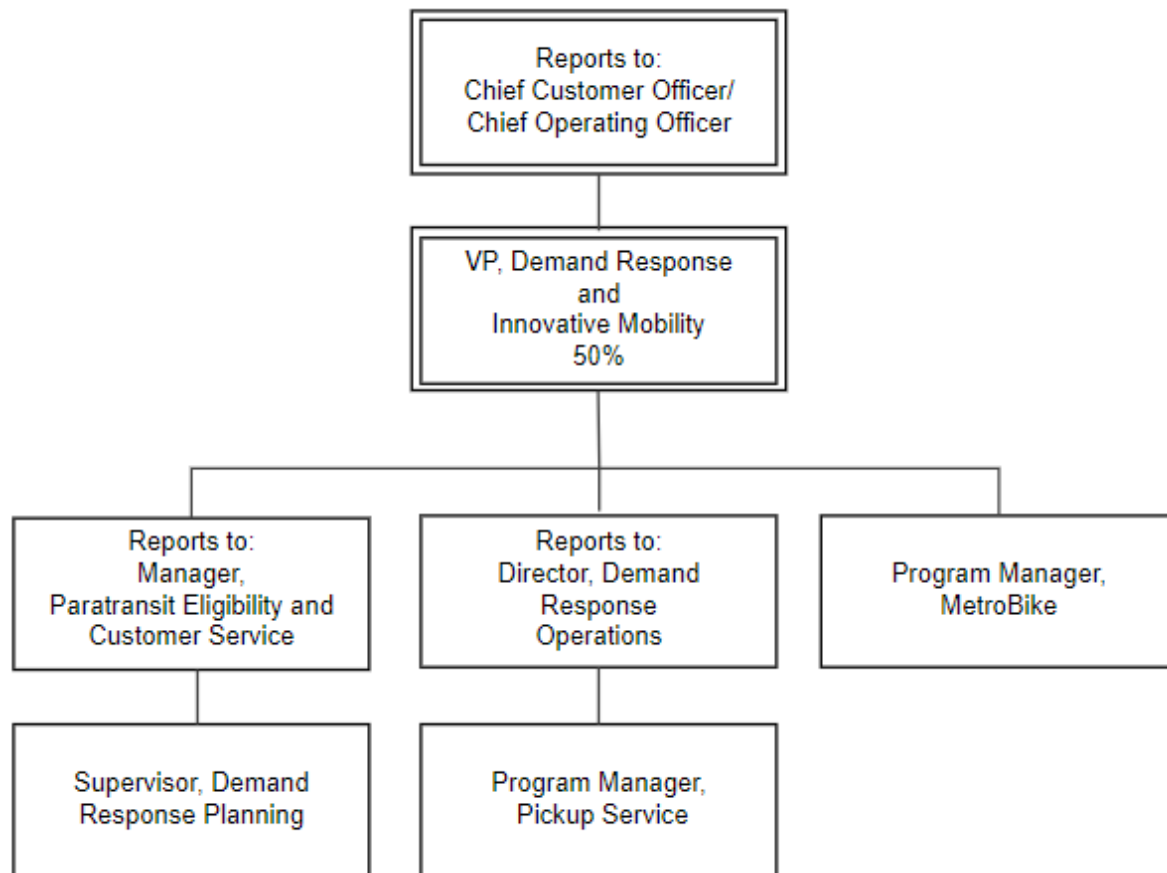 Reports to:
Chief Customer Officer/
Chief Operating Officer
VP, Demand Response
and
Innovative Mobility
50%
Reports to:
Manager,
Paratransit Eligibility and
Customer Service
Reports to:
Director, Demand
Response
Operations
Program Manager,
MetroBike
Supervisor, Demand
Response Planning
Program Manager,
Pickup Service